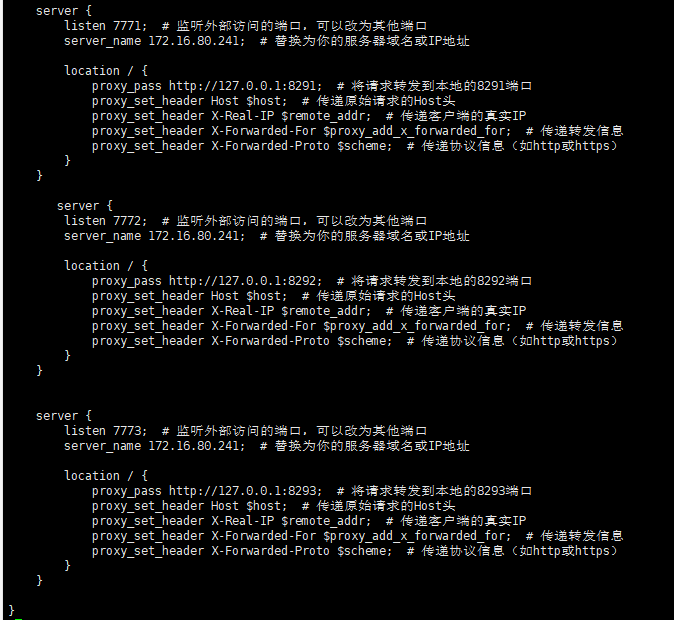 server {
listen 7771;  # 监听外部访问的端口，可以改为其他端口
server_name 172.16.80.241;  # 替换为你的服务器域名或IP地址
location / {
proxy_pass http://127.0.0.1:8291;  # 将请求转发到本地的8291端口
proxy_set_header Host $host;  # 传递原始请求的Host头
proxy_set_header X-Real-IP $remote_addr;  # 传递客户端的真实IP
proxy_set_header X-Forwarded-For $proxy_add_x_forwarded_for;  # 传递转发信息
proxy_set_header X-Forwarded-Proto $scheme;  # 传递协议信息（如http或https）
}
}
server {
listen 7772;  # 监听外部访问的端口，可以改为其他端口
server_name 172.16.80.241;  # 替换为你的服务器域名或IP地址
location / {
proxy_pass http://127.0.0.1:8292;  # 将请求转发到本地的8292端口
proxy_set_header Host $host;  # 传递原始请求的Host头
proxy_set_header X-Real-IP $remote_addr;  # 传递客户端的真实IP
proxy_set_header X-Forwarded-For $proxy_add_x_forwarded_for;  # 传递转发信息
proxy_set_header X-Forwarded-Proto $scheme;  # 传递协议信息（如http或https）
}
}
server {
listen 7773;  # 监听外部访问的端口，可以改为其他端口
server_name 172.16.80.241;  # 替换为你的服务器域名或IP地址
location / {
proxy_pass http://127.0.0.1:8293;  # 将请求转发到本地的8293端口
proxy_set_header Host $host;  # 传递原始请求的Host头
proxy_set_header X-Real-IP $remote_addr;  # 传递客户端的真实IP
proxy_set_header X-Forwarded-For $proxy_add_x_forwarded_for;  # 传递转发信息
proxy_set_header X-Forwarded-Proto $scheme;  # 传递协议信息（如http或https）
}
}
}